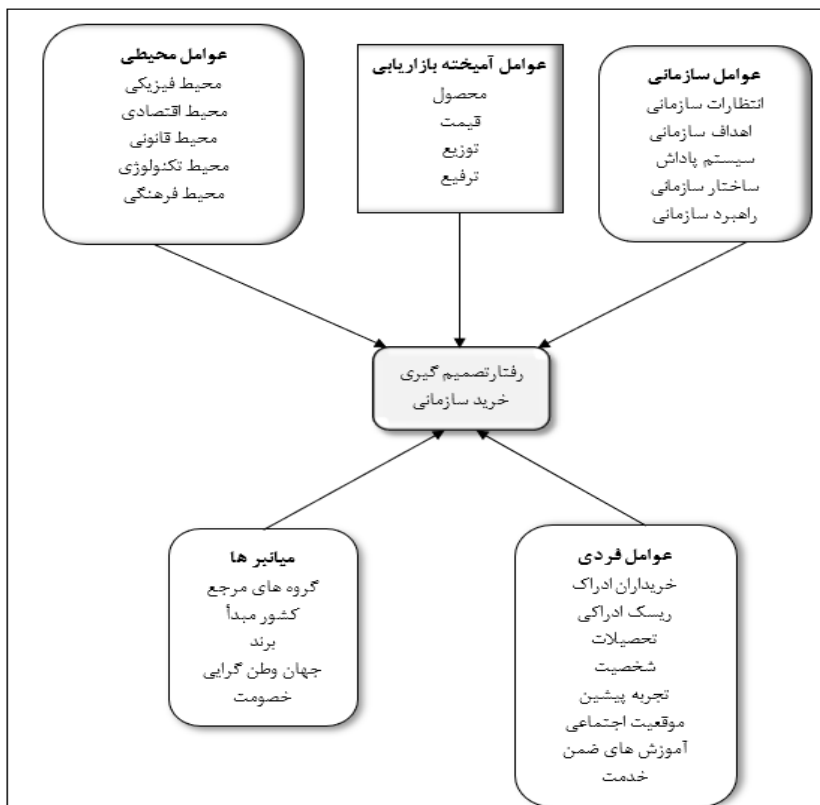 عوامل سازمانی
انتظارات سازمانی
اهداف سازمانی
سیستم پاداش
ساختار سازمانی
راهبرد سازمانی
عوامل آمیخته بازاریابی
محصول
قیمت
توزیع
ترفیع
عوامل محیطی
محیط فیزیکی
محیط اقتصادی
محیط قانونی
محیط تکنولوژی
محیط فرهنگی
رفتارتصمیم گیری
خرید سازمانی
عوامل فردی
خریداران ادراک
ریسک ادراکی
تحصیلات
شخصیت
تجربه پیشین
موقعیت اجتماعی
آموزش های ضمن
خدمت
میانبر ها
گروه های مرجع
کشور مبدأ
برند
جهان وطن گرایی
خصومت